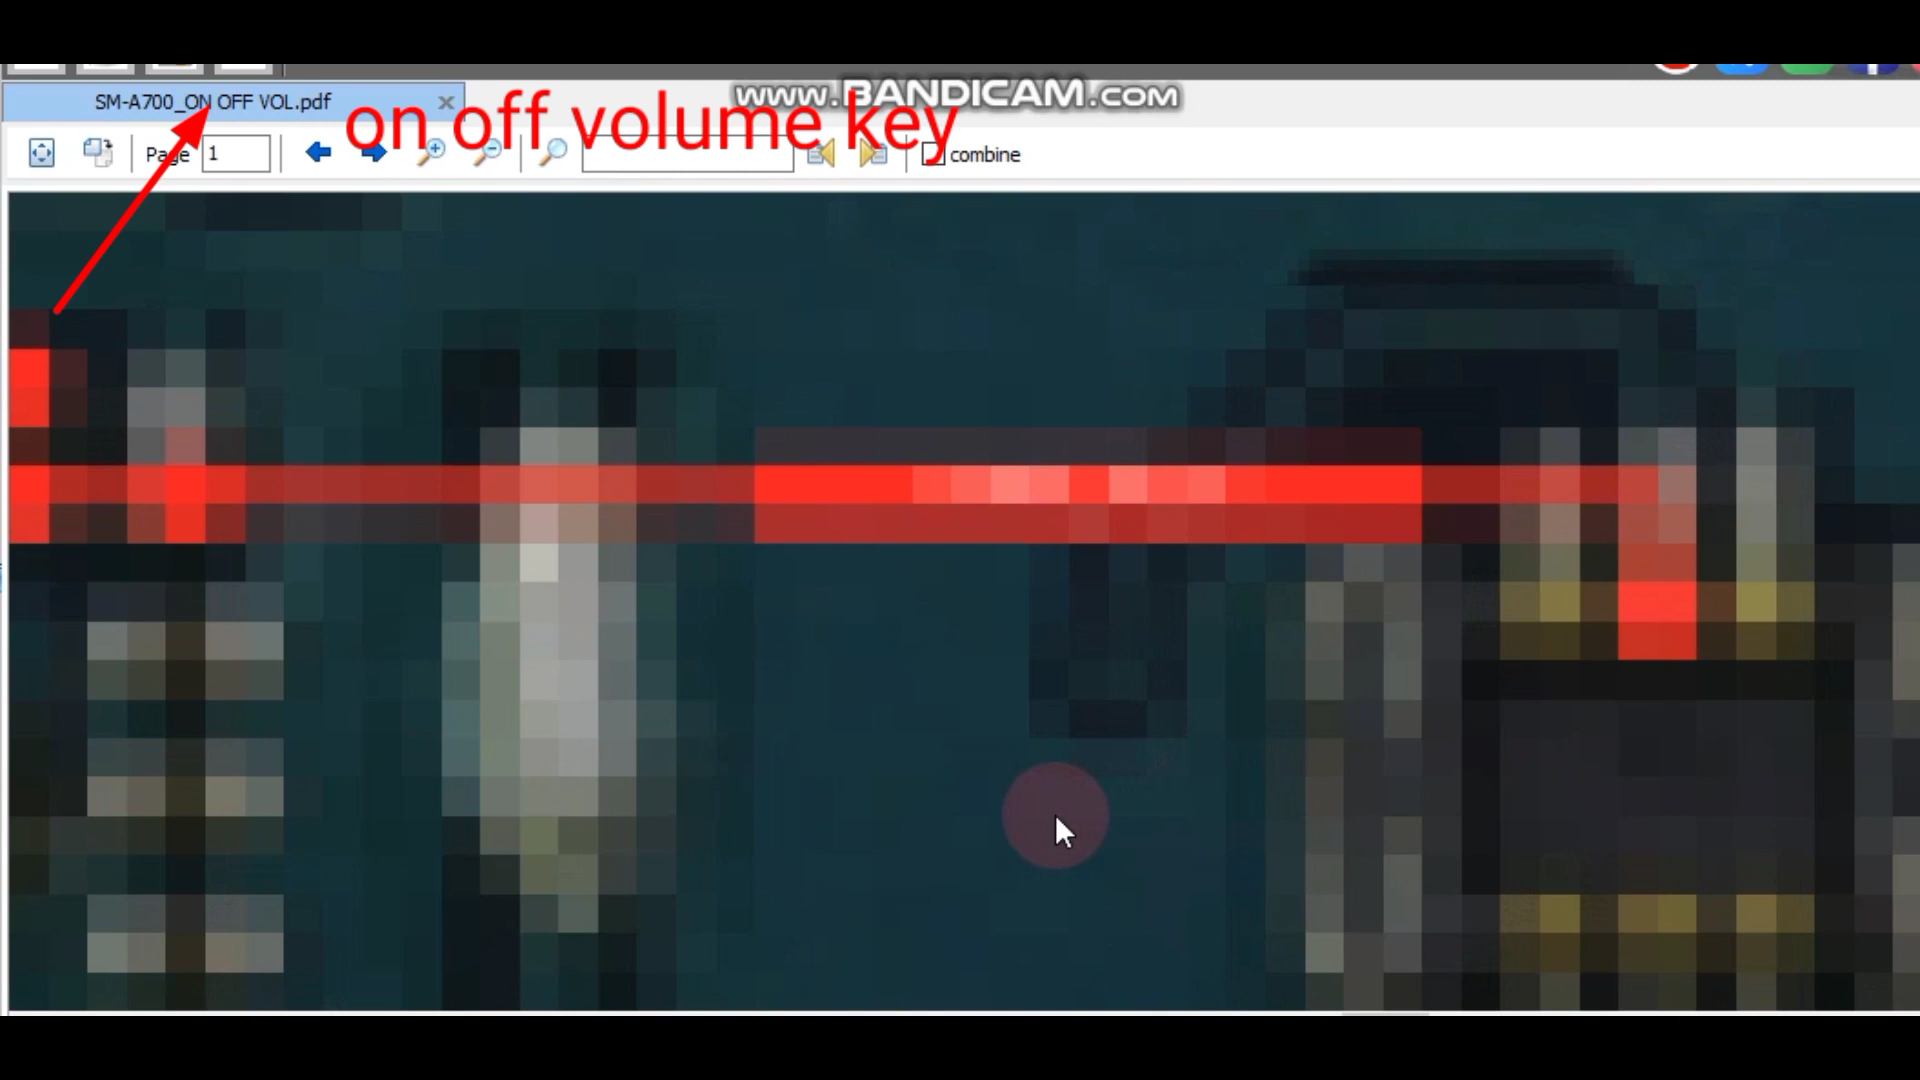 www.BANDICAM.com
SM-A700_ON OFF VOL.pdf
on off volume key
Page 1
combine